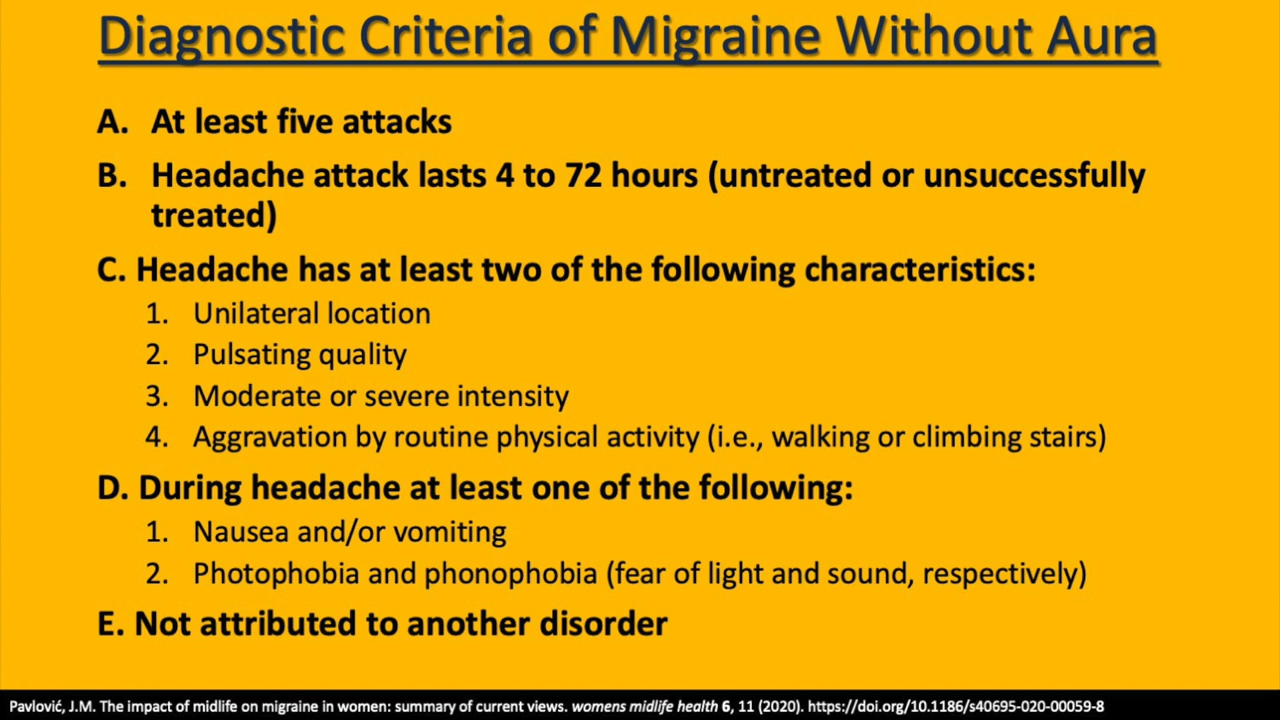 Diagnostic Criteria of Migraine Without Aura
A. At least five attacks
B. Headache attack lasts 4 to 72 hours (untreated or unsuccessfully
treated)
C. Headache has at least two of the following characteristics:
1. Unilateral location
2. Pulsating quality
3. Moderate or severe intensity
4. Aggravation by routine physical activity (i.e., walking or climbing stairs)
D. During headache at least one of the following:
1. Nausea and/or vomiting
2. Photophobia and phonophobia (fear of light and sound, respectively)
E. Not attributed to another disorder
Pavlović, J.M. The impact of midlife on migraine in women: summary of current views. womens midlife health 6, 11 (2020). https://doi.org/10.1186/s40695-020-00059-8